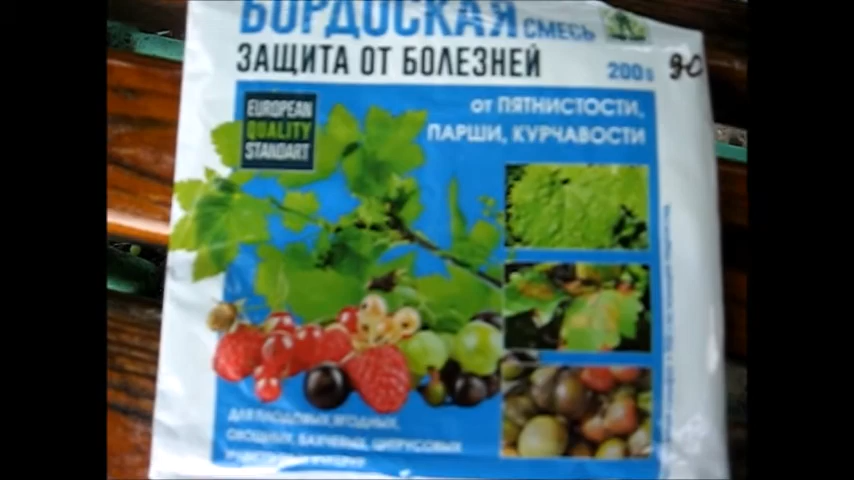 БОРДОСКАЯ СМЕСЬ
ЗАЩИТА ОТ БОЛЕЗНЕЙ
200 90
EUROPEAN
QUALITY
STANDART
от ПЯТНИСТОСТИ,
ПАРШИ, КУРЧАВОСТИ
ДЛЯ ПЛОДОВЫХ, ЯГОДНЫХ,
ОВОЩНЫХ, БАХЧЕВЫХ, ЦИТРУСОВЫХ